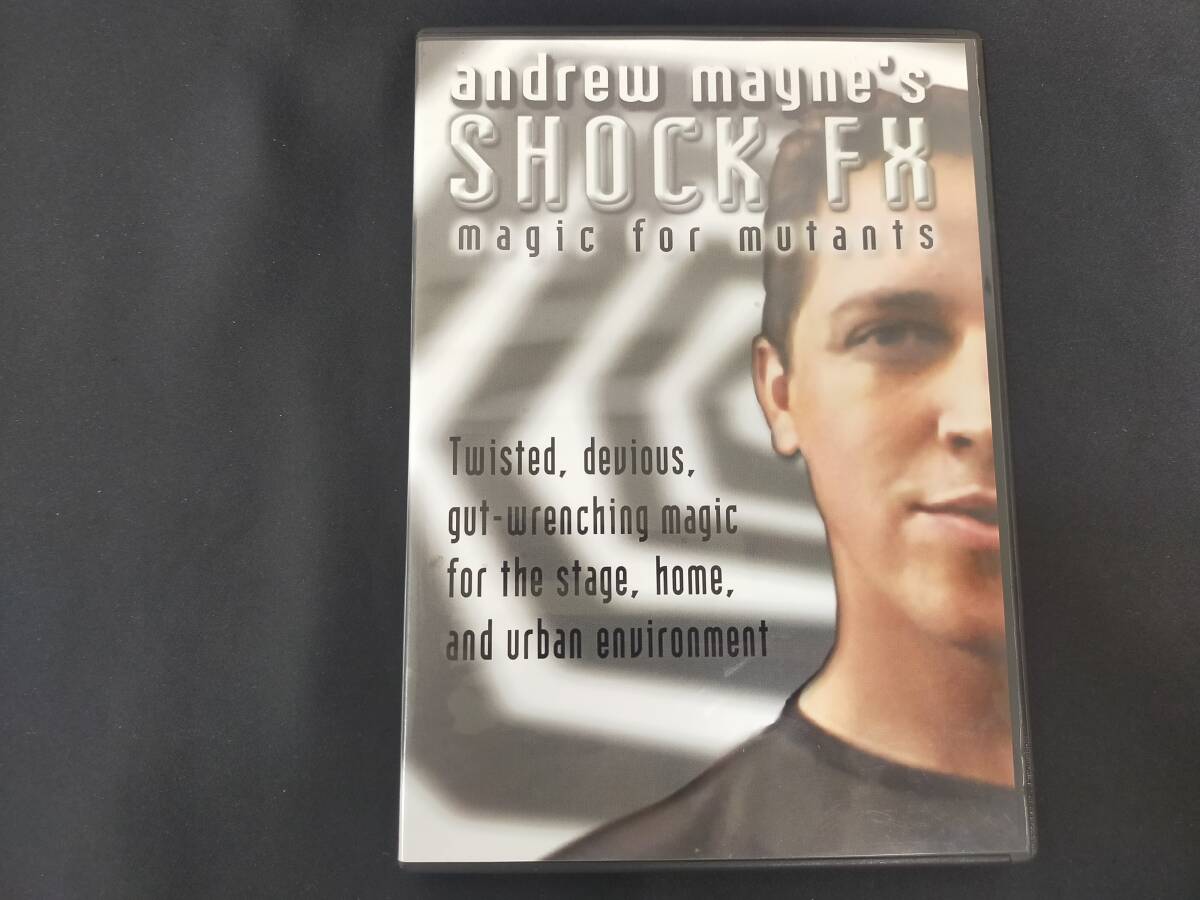 andrew mayne's
SHOCK FX
magic for mutants
Twisted, devious,
gut-wrenching magic
for the stage, home,
and urban environment